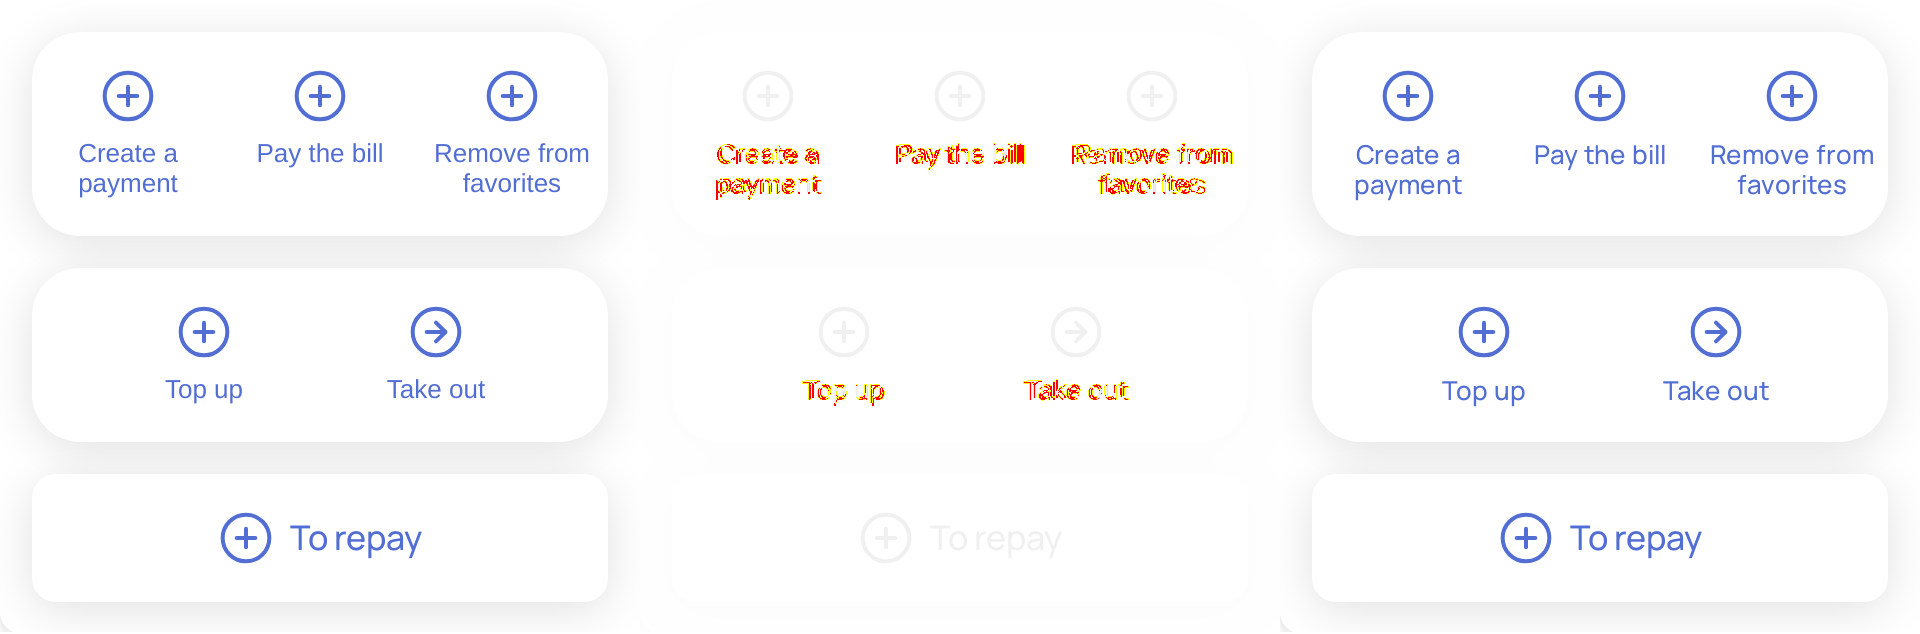 Create a
payment
Pay the bill
Remove from
favorites
Top up
Take out
To repay
Create a
payment
Pay the bill
Remove from
favorites
Top up
Take out
To repay
Create a
payment
Pay the bill
Remove from
favorites
Top up
Take out
To repay